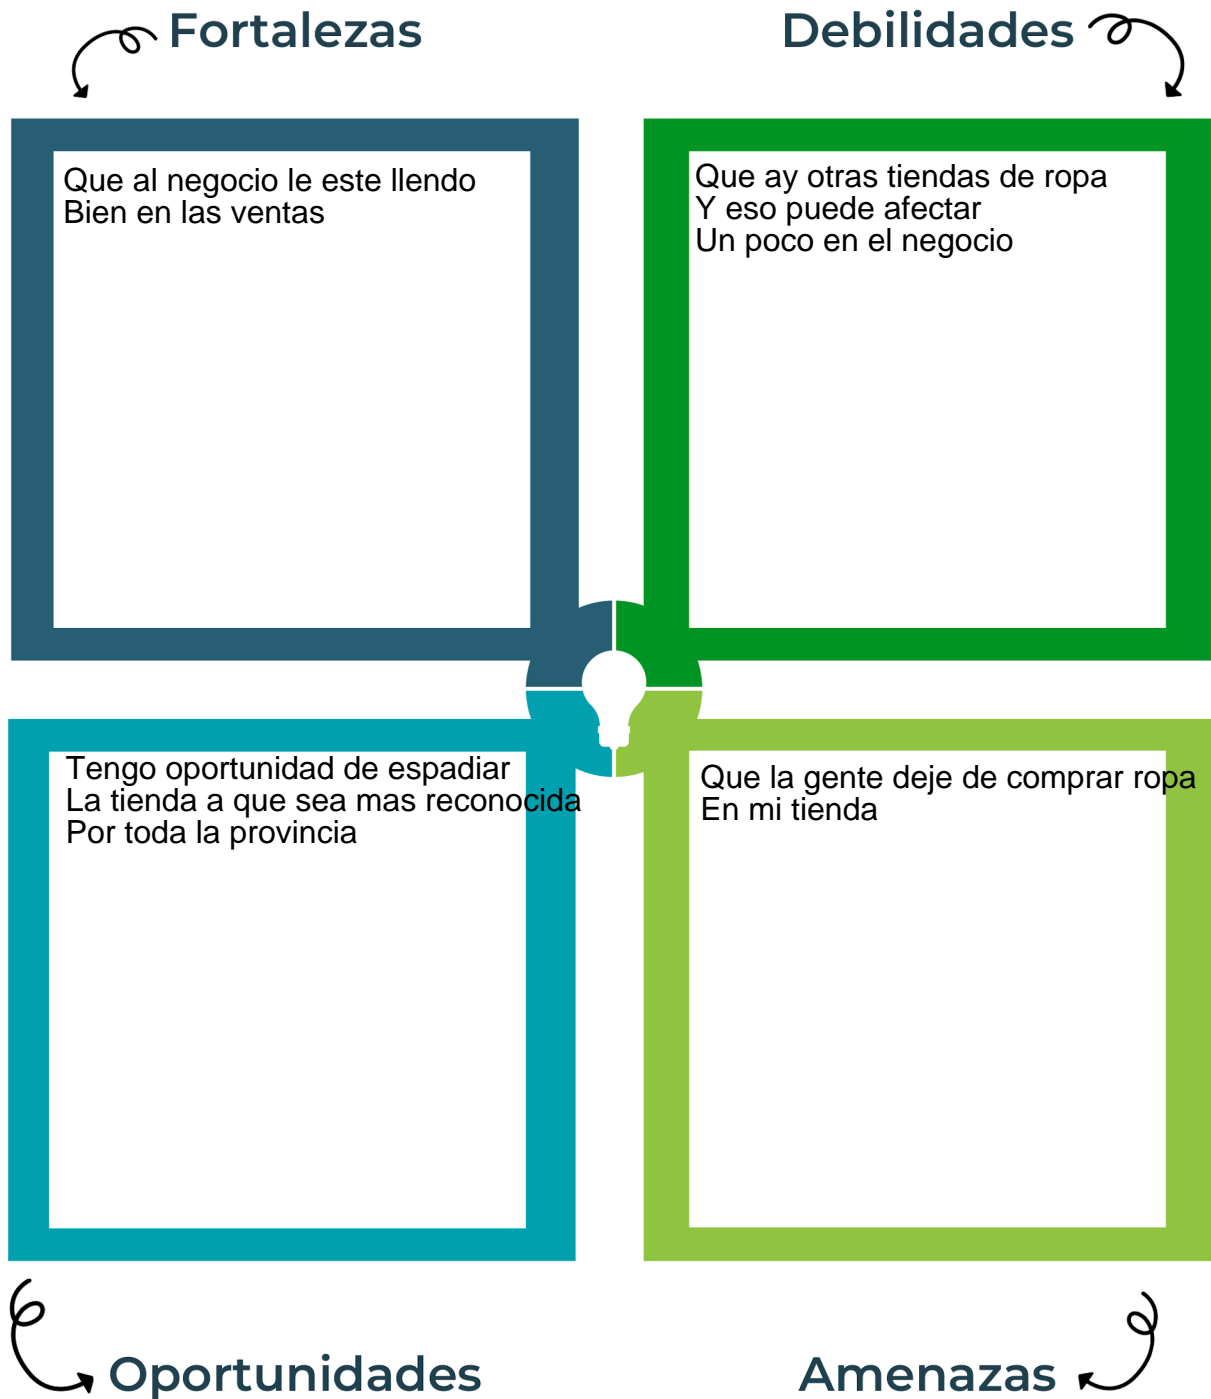 Fortalezas
Que al negocio le este llendo
Bien en las ventas
Debilidades
Que ay otras tiendas de ropa
Y eso puede afectar
Un poco en el negocio
Tengo oportunidad de espadiar
La tienda a que sea mas reconocida
Por toda la provincia
Oportunidades
Que la gente deje de comprar ropa
En mi tienda
Amenazas